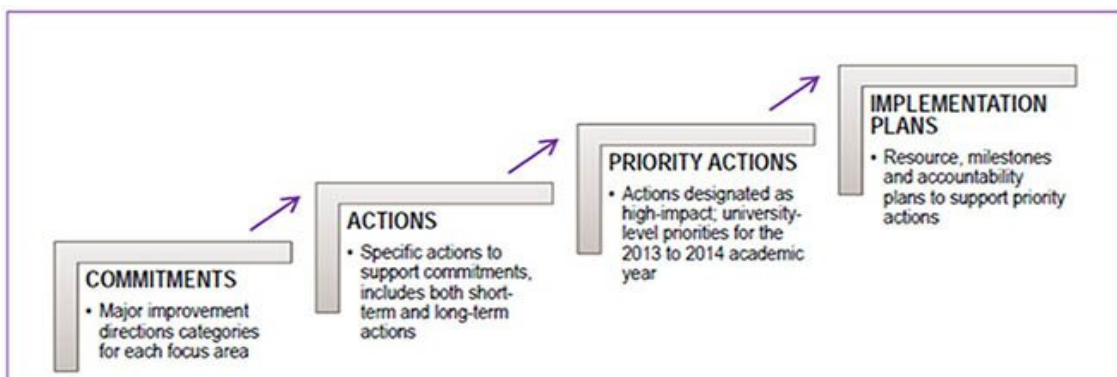 COMMITMENTS
• Major improvement
directions categories
for each focus area
ACTIONS
• Specific actions to
support commitments,
includes both short-
term and long-term
actions
PRIORITY ACTIONS
• Actions designated as
high-impact; university-
level priorities for the
2013 to 2014 academic
year
IMPLEMENTATION
PLANS
• Resource, milestones
and accountability
plans to support priority
actions